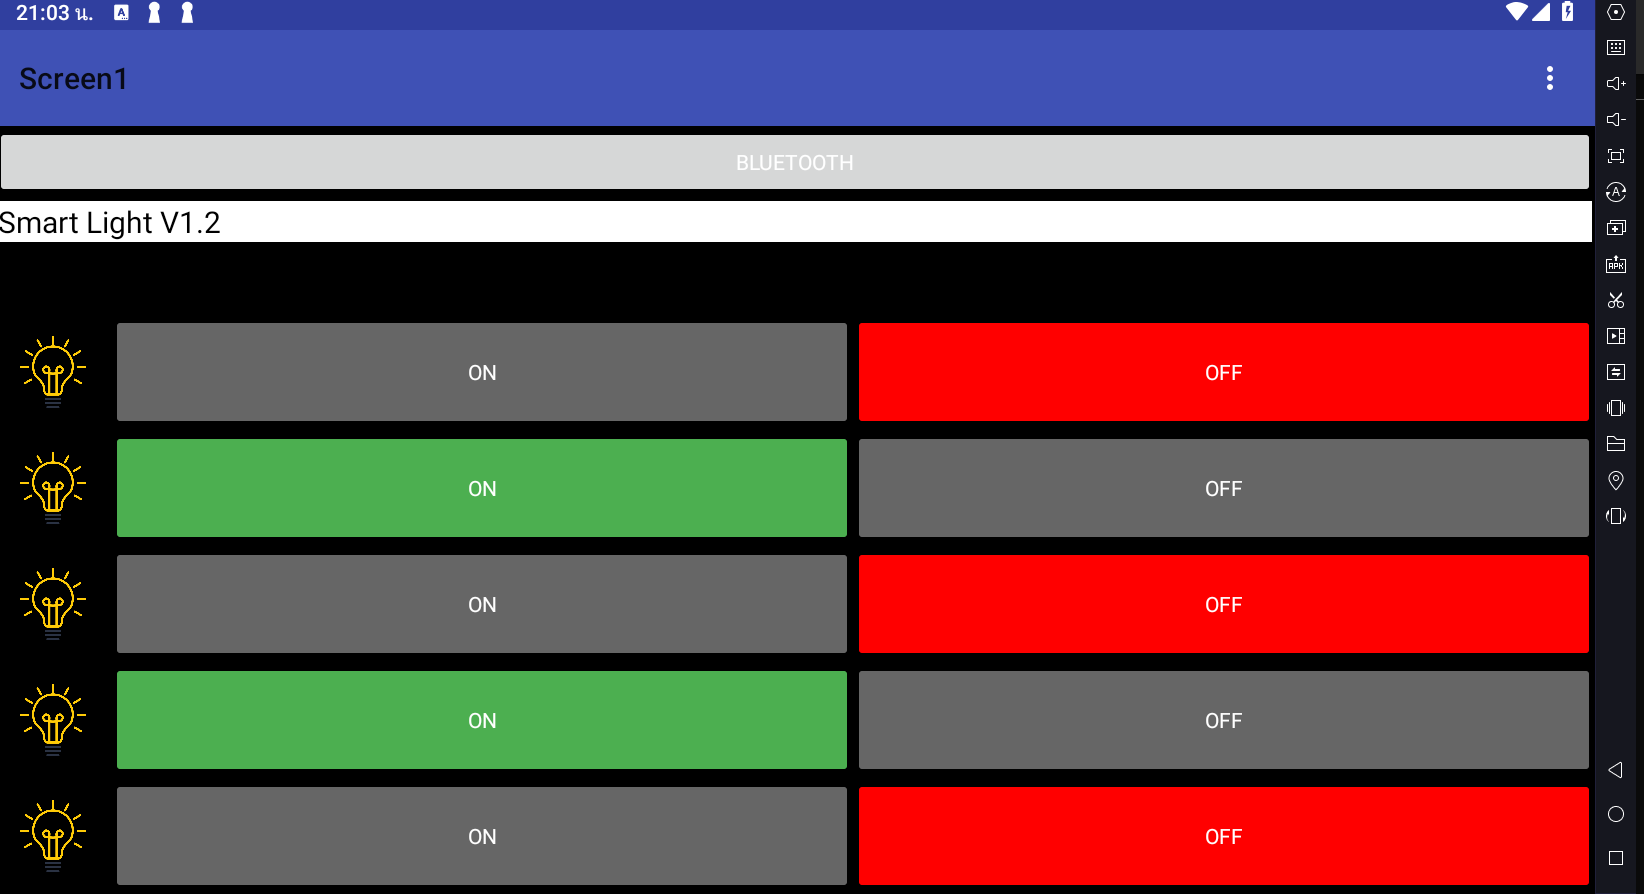 21:03 น.
Screen1
BLUETOOTH
Smart Light V1.2
ON OFF
ON OFF
ON OFF
ON OFF
ON OFF